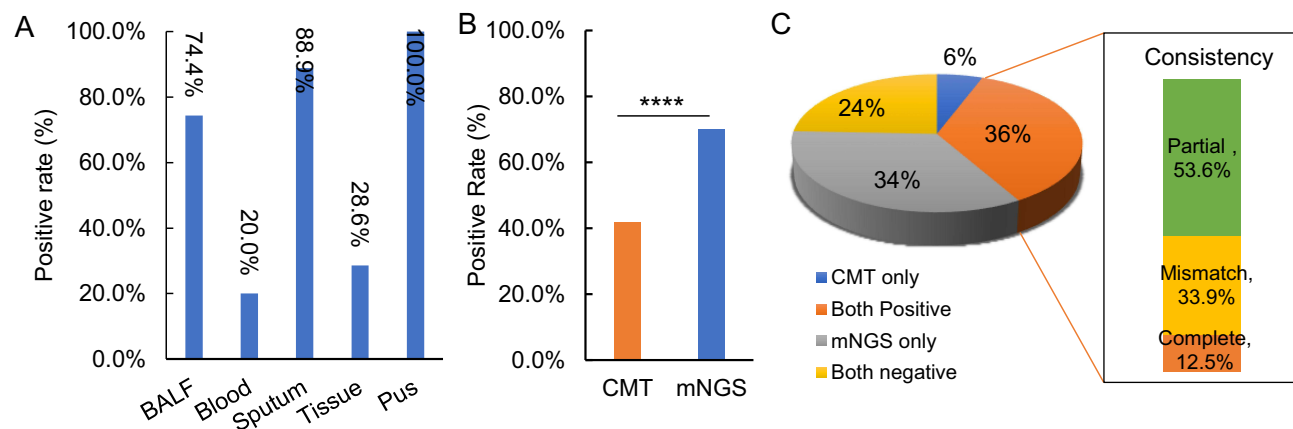 A
Positive rate (%)
100.0%
80.0%
60.0%
40.0%
20.0%
0.0%
74.4%
20.0%
88.9%
28.6%
100.0%
BALF
Blood
Sputum
Tissue
Pus
B
Positive Rate (%)
100.0%
80.0%
60.0%
40.0%
20.0%
0.0%
****
CMT
mNGS
C
6%
36%
34%
24%
CMT only
Both Positive
mNGS only
Both negative
Consistency
Partial ,
53.6%
Mismatch,
33.9%
Complete,
12.5%